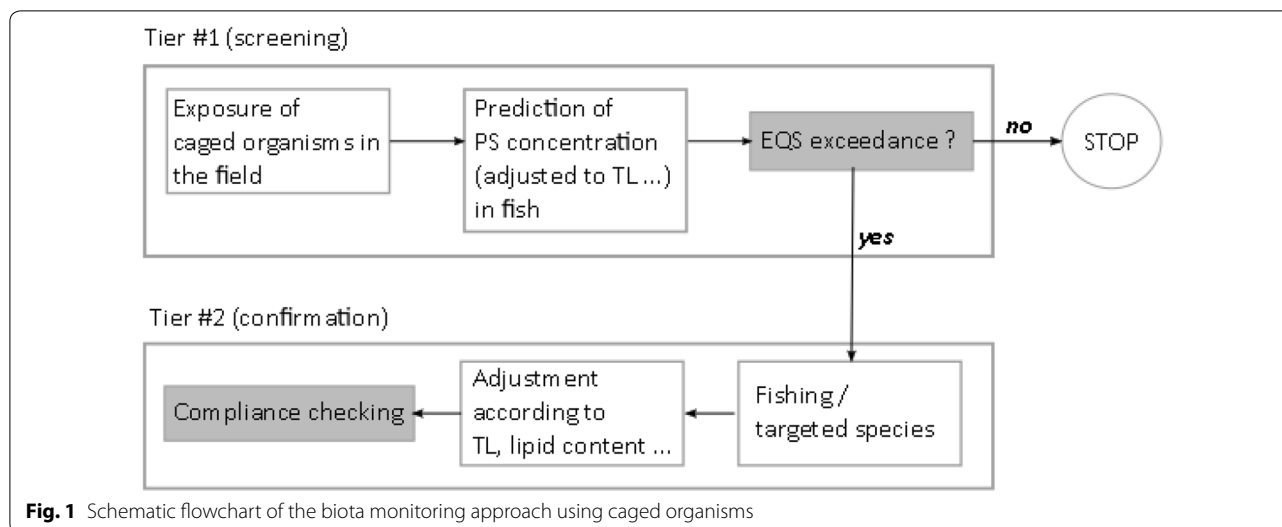 Tier #1 (screening)
Exposure of
caged organisms in
the field
Prediction of
PS concentration
(adjusted to TL ...)
in fish
EQS exceedance ?
no
STOP
yes
Tier #2 (confirmation)
Compliance checking
Adjustment
according to
TL, lipid content ...
Fishing /
targeted species
Fig. 1 Schematic flowchart of the biota monitoring approach using caged organisms